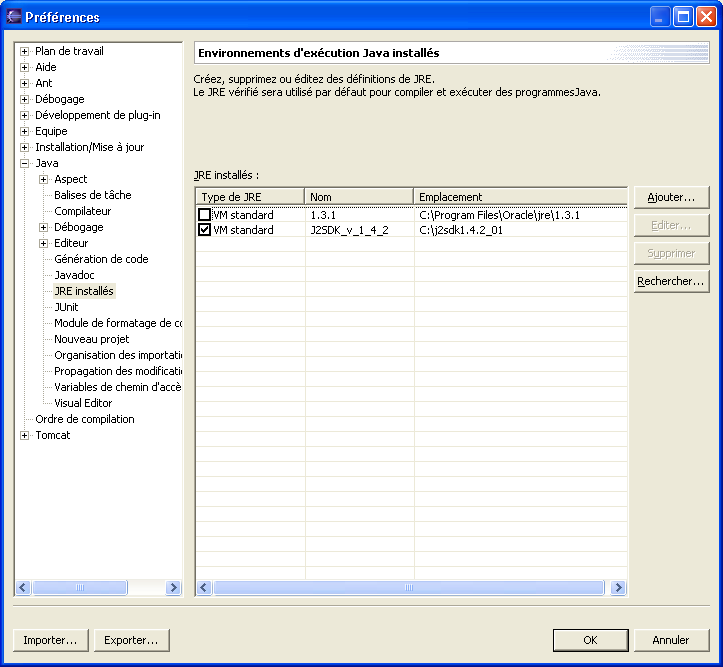 Préférences
Plan de travail
Aide
Ant
Débogage
Développement de plug-in
Equipe
Installation/Mise à jour
Java
Aspect
Balises de tâche
Compilateur
Débogage
Editeur
Génération de code
Javadoc
JRE installés
JUnit
Module de formatage de co
Nouveau projet
Organisation des importatio
Propagation des modificatio
Variables de chemin d'accè
Visual Editor
Ordre de compilation
Tomcat
Environnements d'exécution Java installés
Créez, supprimez ou éditez des définitions de JRE.
Le JRE vérifié sera utilisé par défaut pour compiler et exécuter des programmesJava.
JRE installés :
Type de JRE Nom Emplacement
VM standard 1.3.1 C:\Program Files\Oracle\jre\1.3.1
VM standard J2SDK_v_1_4_2 C:\j2sdk1.4.2_01
Ajouter...
Editer...
Supprimer
Rechercher...
Importer... Exporter... OK Annuler